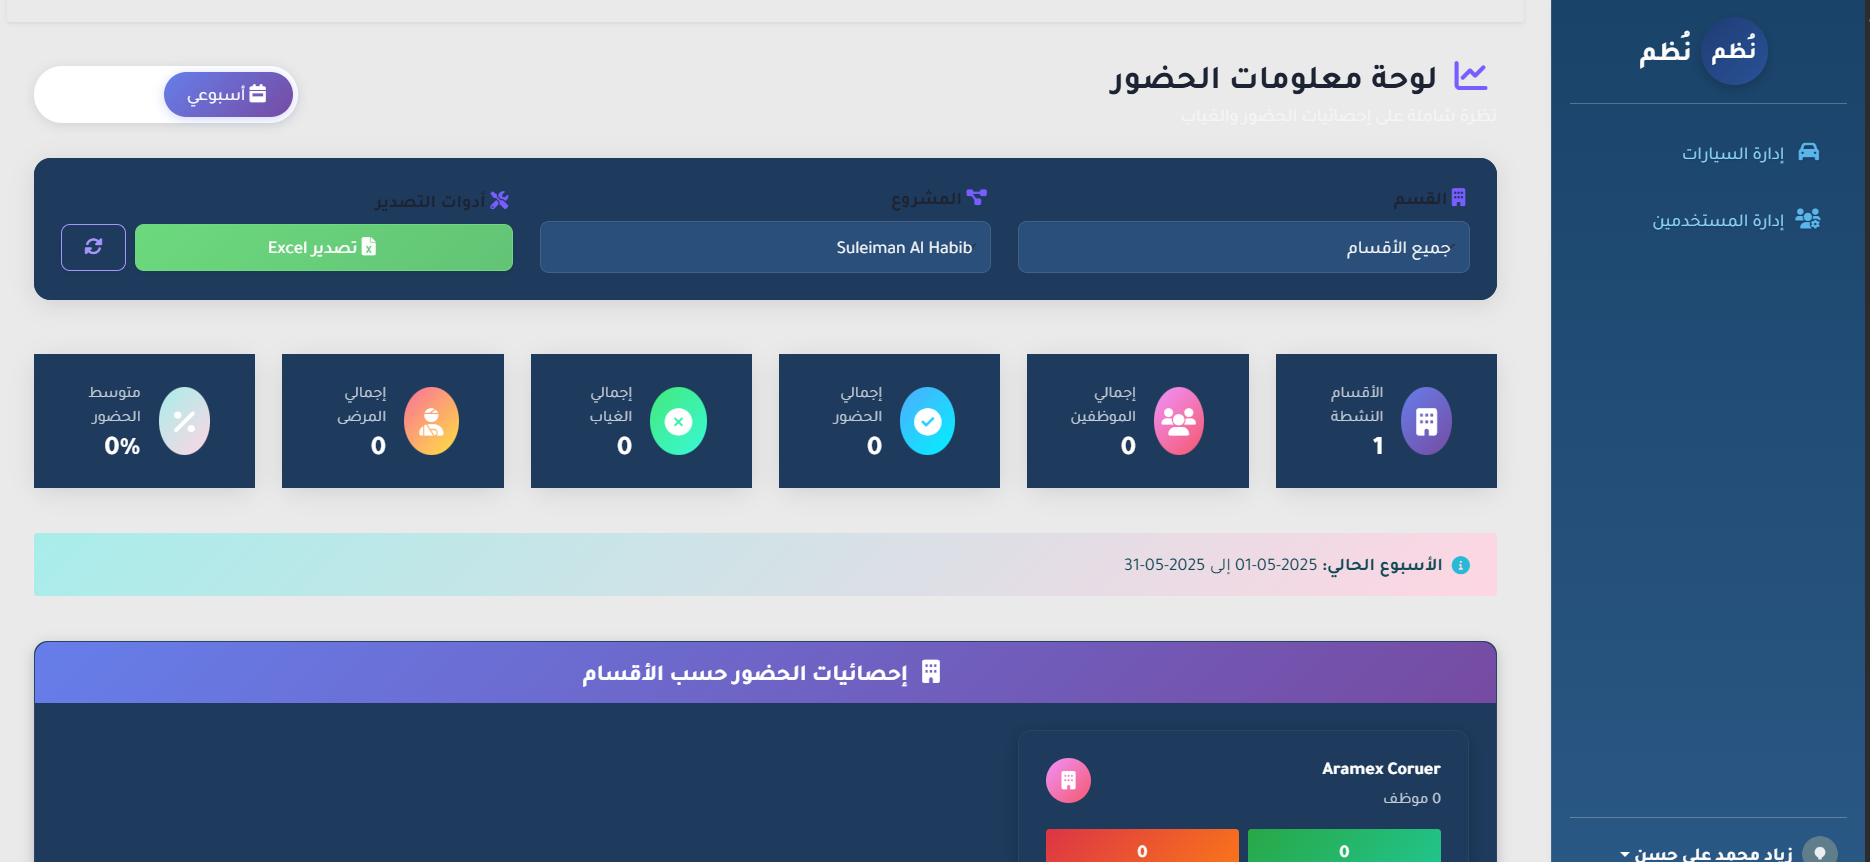 نُظم
نُظم
إدارة السيارات
إدارة المستخدمين
زياد محمد علي حسن
لوحة معلومات الحضور
نظرة شاملة على إحصائيات الحضور والغياب
أسبوعي
القسم
جميع الأقسام
المشروع
Suleiman Al Habib
أدوات التصدير
تصدير Excel
الأقسام
النشطة
1
إجمالي
الموظفين
0
إجمالي
الحضور
0
إجمالي
الغياب
0
إجمالي
المرضى
0
متوسط
الحضور
0%
الأسبوع الحالي: 2025-05-01 إلى 2025-05-31
إحصائيات الحضور حسب الأقسام
Aramex Coruer
0 موظف
0
0